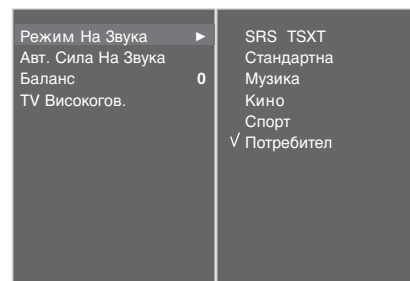 Режим На Звука ►
Авт. Сила На Звука
Баланс 0
TV Високогов.
SRS TSXT
Стандартна
Музика
Кино
Спорт
√ Потребител